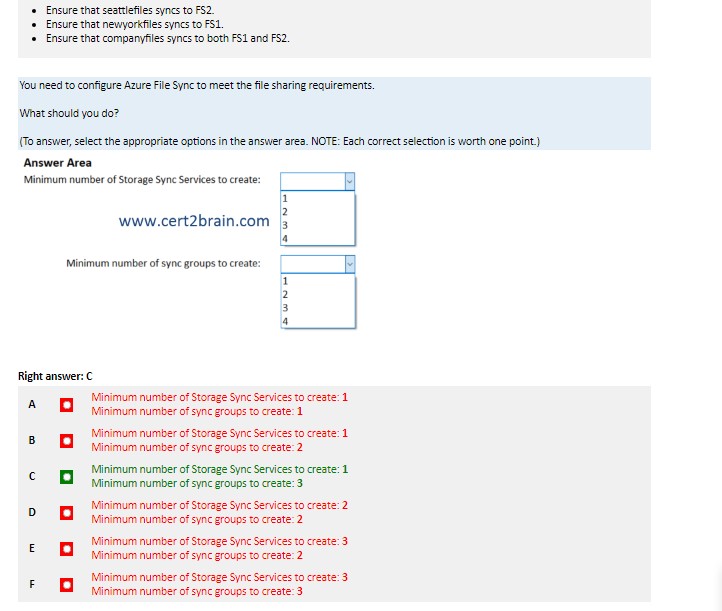 • Ensure that seattlefiles syncs to FS2.
• Ensure that newyorkfiles syncs to FS1.
• Ensure that companyfiles syncs to both FS1 and FS2.
You need to configure Azure File Sync to meet the file sharing requirements.
What should you do?
(To answer, select the appropriate options in the answer area. NOTE: Each correct selection is worth one point.)
Answer Area
Minimum number of Storage Sync Services to create:
1
2
www.cert2brain.com
3
4
Minimum number of sync groups to create:
1
2
3
4
Right answer: C
A
Minimum number of Storage Sync Services to create: 1
Minimum number of sync groups to create: 1
B
Minimum number of Storage Sync Services to create: 1
Minimum number of sync groups to create: 2
C
Minimum number of Storage Sync Services to create: 1
Minimum number of sync groups to create: 3
D
Minimum number of Storage Sync Services to create: 2
Minimum number of sync groups to create: 2
E
Minimum number of Storage Sync Services to create: 3
Minimum number of sync groups to create: 2
F
Minimum number of Storage Sync Services to create: 3
Minimum number of sync groups to create: 3